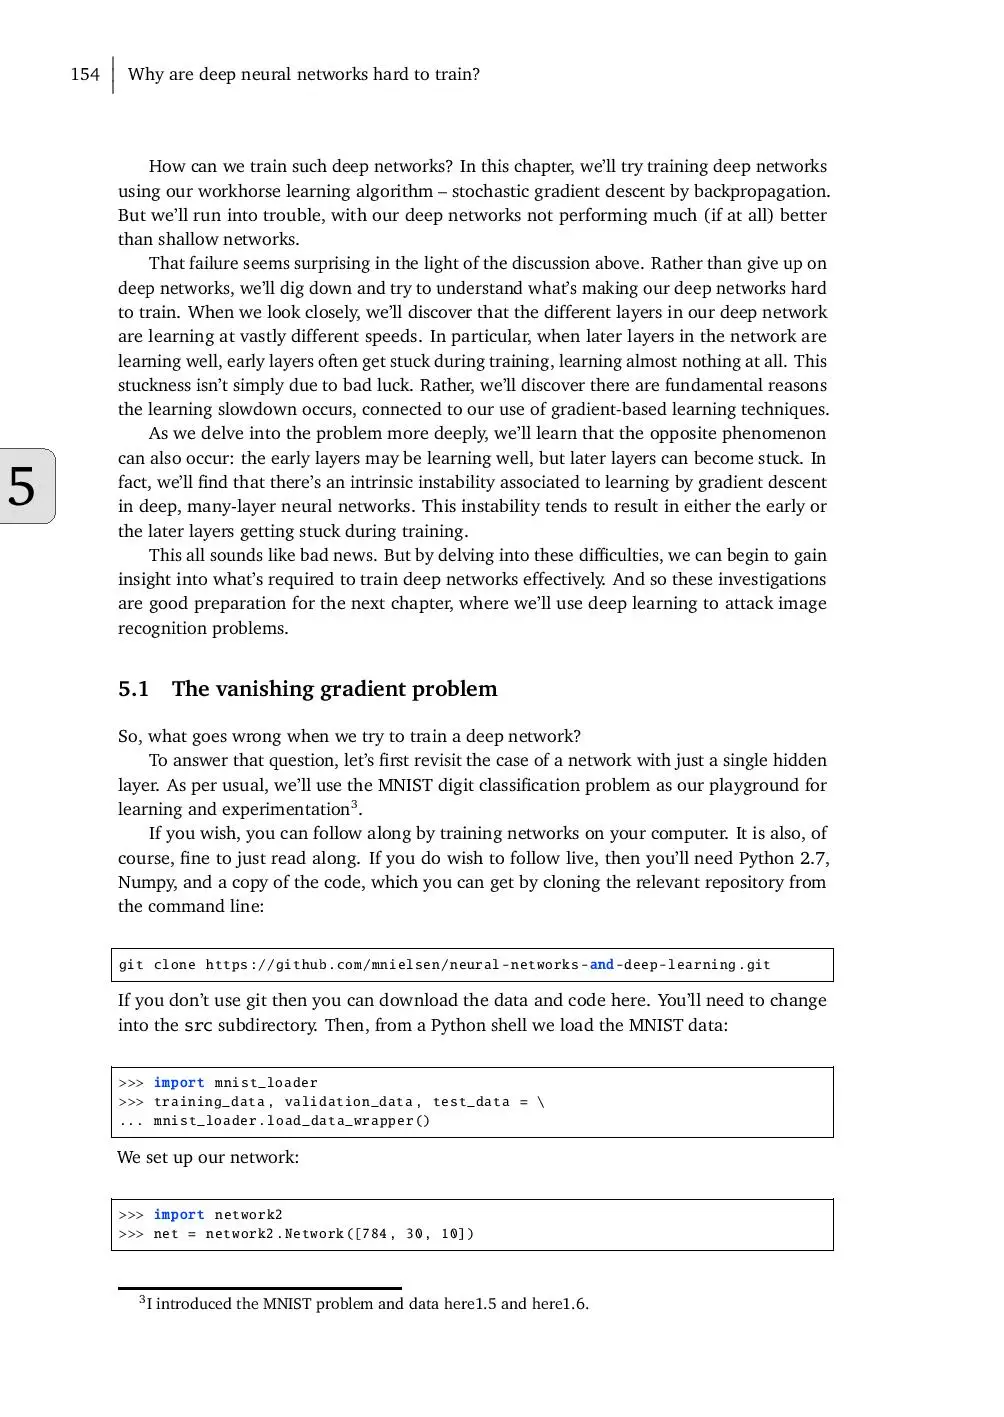 154 Why are deep neural networks hard to train?
How can we train such deep networks? In this chapter, we’ll try training deep networks
using our workhorse learning algorithm – stochastic gradient descent by backpropagation.
But we’ll run into trouble, with our deep networks not performing much (if at all) better
than shallow networks.
That failure seems surprising in the light of the discussion above. Rather than give up on
deep networks, we’ll dig down and try to understand what’s making our deep networks hard
to train. When we look closely, we’ll discover that the different layers in our deep network
are learning at vastly different speeds. In particular, when later layers in the network are
learning well, early layers often get stuck during training, learning almost nothing at all. This
stuckness isn’t simply due to bad luck. Rather, we’ll discover there are fundamental reasons
the learning slowdown occurs, connected to our use of gradient-based learning techniques.
As we delve into the problem more deeply, we’ll learn that the opposite phenomenon
can also occur: the early layers may be learning well, but later layers can become stuck. In
fact, we’ll find that there’s an intrinsic instability associated to learning by gradient descent
in deep, many-layer neural networks. This instability tends to result in either the early or
the later layers getting stuck during training.
This all sounds like bad news. But by delving into these difficulties, we can begin to gain
insight into what’s required to train deep networks effectively. And so these investigations
are good preparation for the next chapter, where we’ll use deep learning to attack image
recognition problems.
5
5.1 The vanishing gradient problem
So, what goes wrong when we try to train a deep network?
To answer that question, let’s first revisit the case of a network with just a single hidden
layer. As per usual, we’ll use the MNIST digit classification problem as our playground for
learning and experimentation³.
If you wish, you can follow along by training networks on your computer. It is also, of
course, fine to just read along. If you do wish to follow live, then you’ll need Python 2.7,
Numpy, and a copy of the code, which you can get by cloning the relevant repository from
the command line:
git clone https://github.com/mnielsen/neural-networks-and-deep-learning.git
If you don’t use git then you can download the data and code here. You’ll need to change
into the src subdirectory. Then, from a Python shell we load the MNIST data:
>>> import mnist_loader
>>> training_data, validation_data, test_data = \
... mnist_loader.load_data_wrapper()
We set up our network:
>>> import network2
>>> net = network2.Network([784, 30, 10])
³I introduced the MNIST problem and data here1.5 and here1.6.